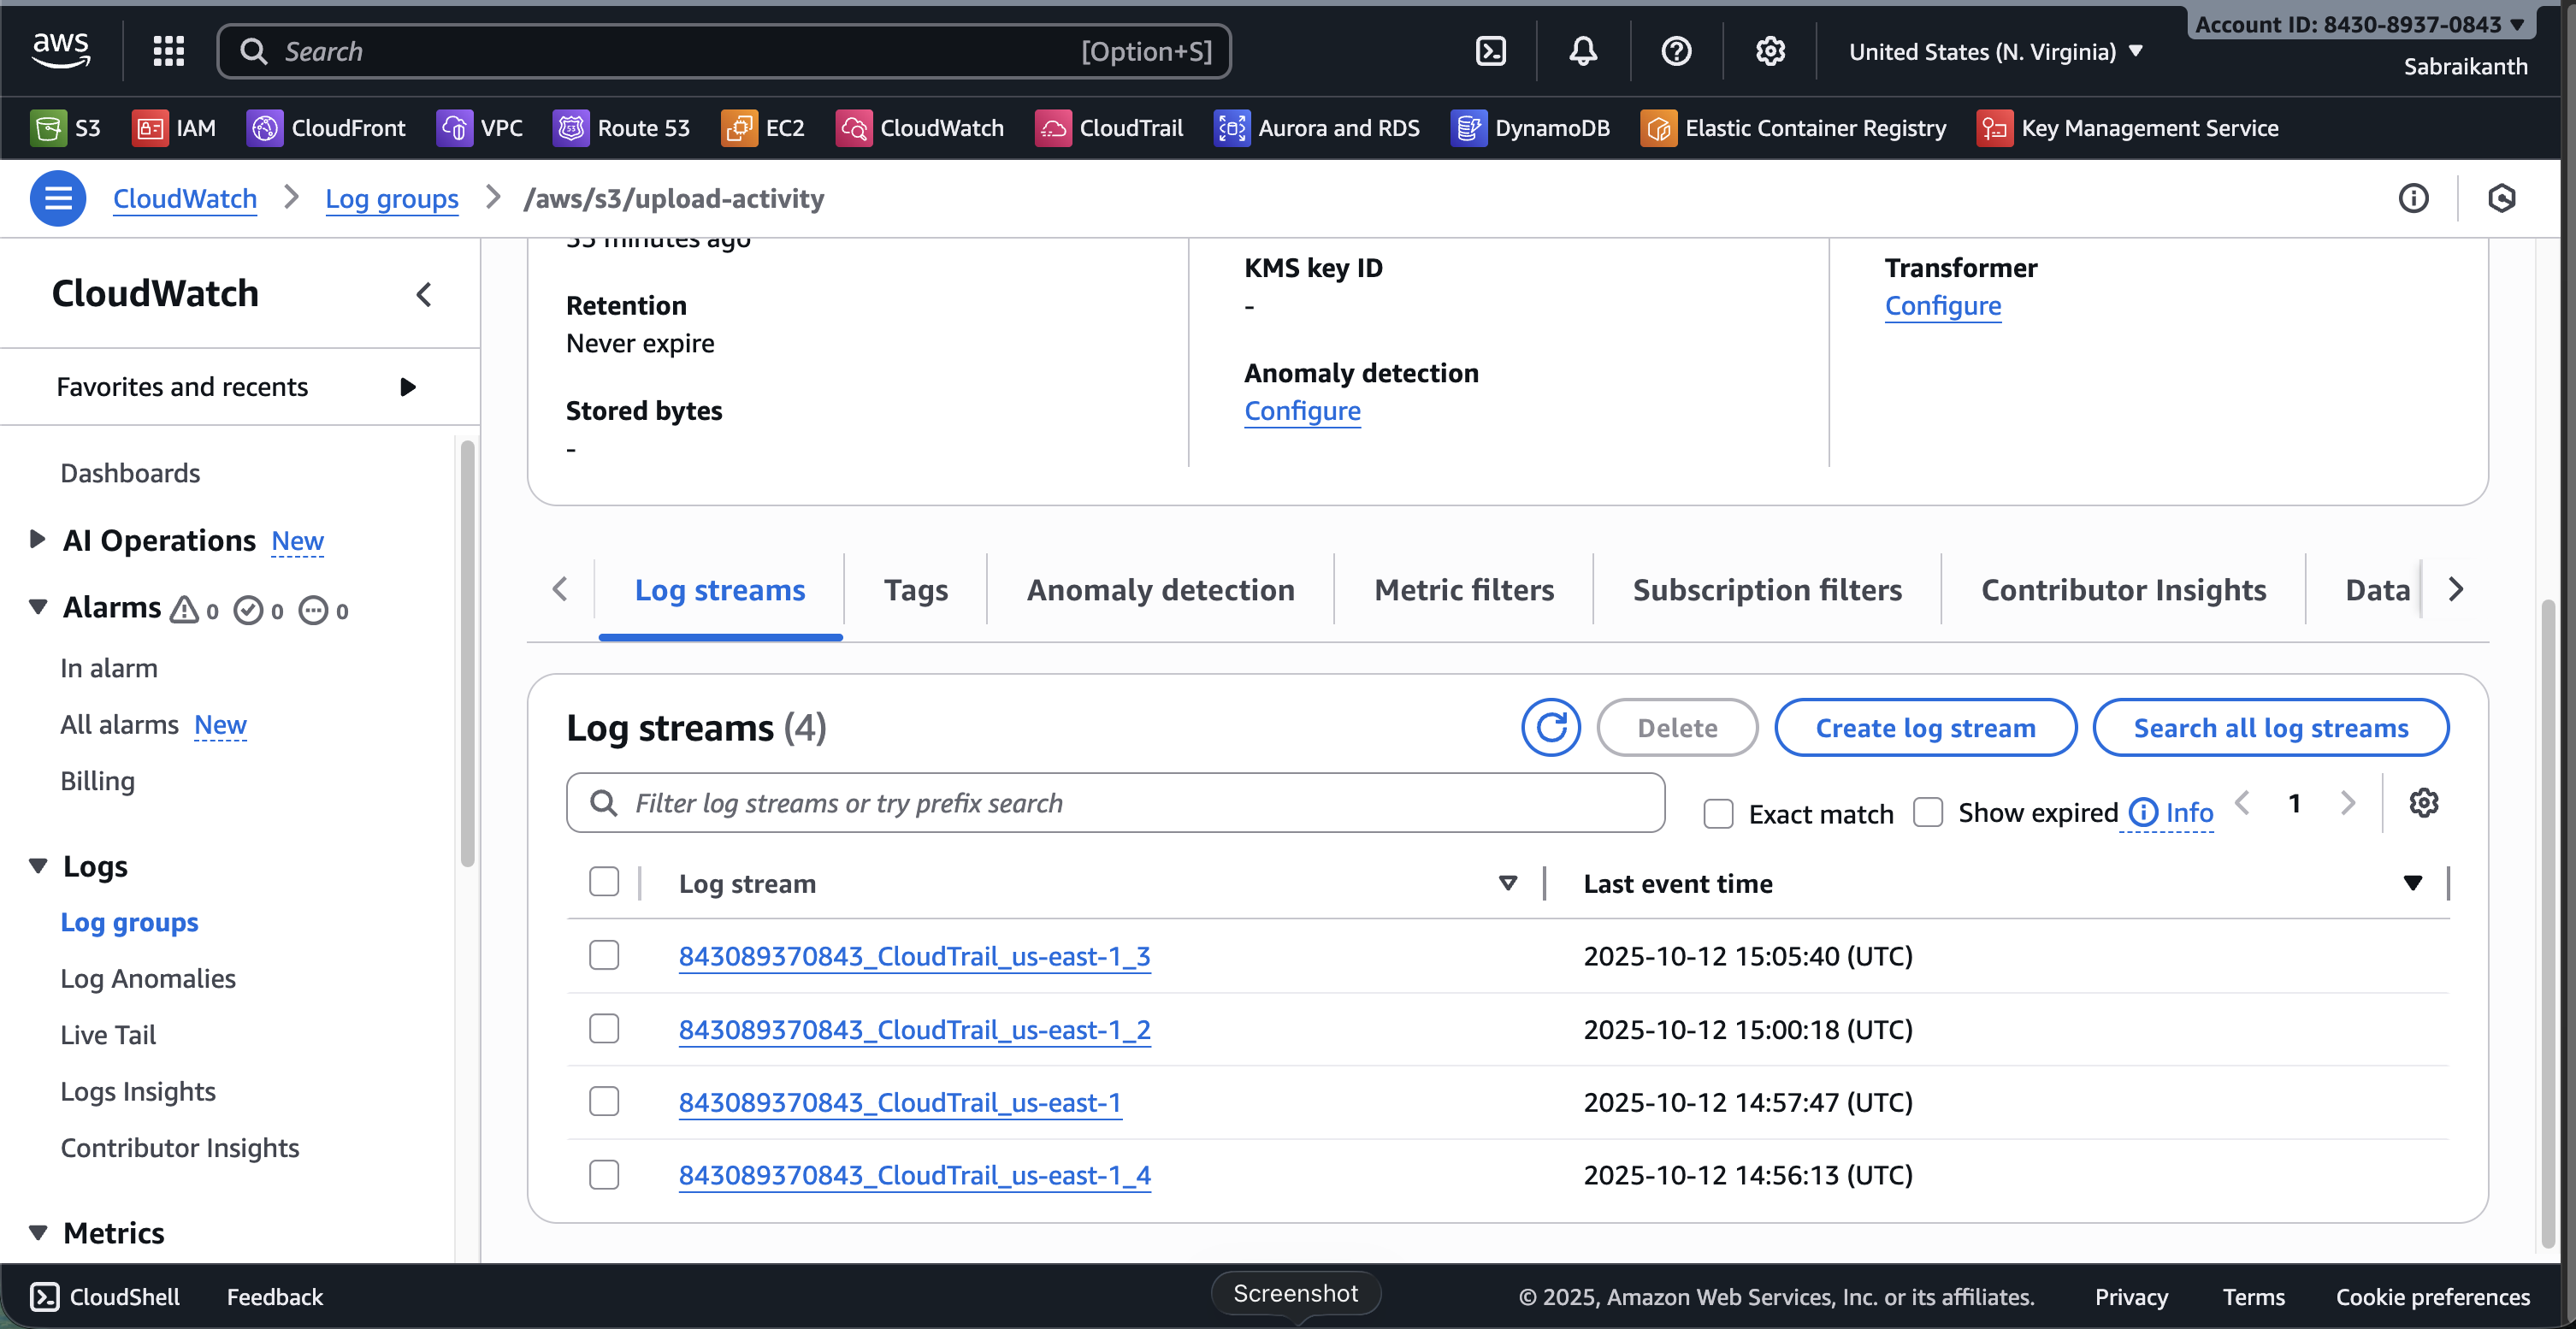 aws
Search
[Option+S]
United States (N. Virginia)
Account ID: 8430-8937-0843
Sabraikanth
S3
IAM
CloudFront
VPC
Route 53
EC2
CloudWatch
CloudTrail
Aurora and RDS
DynamoDB
Elastic Container Registry
Key Management Service
CloudWatch
Log groups
/aws/s3/upload-activity
CloudWatch
Favorites and recents
Dashboards
AI Operations New
Alarms 0 0 0
In alarm
All alarms New
Billing
Logs
Log groups
Log Anomalies
Live Tail
Logs Insights
Contributor Insights
Metrics
minutes ago
Retention
Never expire
Stored bytes
-
KMS key ID
-
Anomaly detection
Configure
Transformer
Configure
Log streams
Tags
Anomaly detection
Metric filters
Subscription filters
Contributor Insights
Data
Log streams (4)
Delete
Create log stream
Search all log streams
Filter log streams or try prefix search
Exact match
Show expired
Info
1
Log stream
Last event time
843089370843_CloudTrail_us-east-1_3 2025-10-12 15:05:40 (UTC)
843089370843_CloudTrail_us-east-1_2 2025-10-12 15:00:18 (UTC)
843089370843_CloudTrail_us-east-1 2025-10-12 14:57:47 (UTC)
843089370843_CloudTrail_us-east-1_4 2025-10-12 14:56:13 (UTC)
CloudShell
Feedback
Screenshot
© 2025, Amazon Web Services, Inc. or its affiliates.
Privacy
Terms
Cookie preferences